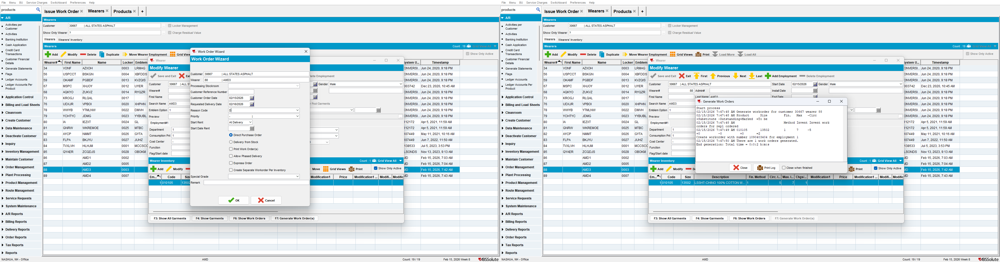 File Menu BU Service Charges Switchboard Preferences Help
products
Issue Work Order × Wearers × Products × +
A/R
Activities per Customer
Activities
Banking Institution
Cash Application
Credit Card Transactions
Customer Financial Details
Generate Statements
Flags
Ledger Accounts
Ledger Accounts Per Product
Application Control
Billing and Load Sheets
Cleanroom
Create Customer
Data Maintenance
Deactivate Customer
Inquiry
Inventory Management
Maintain Customer
Order Management
Plant Processing
Product Management
Route Management
Service Requests
System Maintenance
A/R Reports
Billing Reports
Delivery Reports
Order Reports
Tax Reports
Reports
Wearers
Customer 30667 | ALL STATES ASPHALT ... Locker Management
Show Only Wearer ? ... Charge Residual Value
Wearers Wearers' Inventory
Wearers Count : 19 Grid View All
Add Modify Delete Duplicate Move Wearer Employment Grid View Show Only Active
Wearer# 1 First Name Name Locker Emblem System U... Timestamp
34 VONF AZXOH 0003 LRMAG ONVERSI... Jun 24, 2020, 9:18 PM
56 USPCCT BSKGN 0004 XBFDDS ONVERSI... Jun 24, 2020, 9:18 PM
59 OKAMF PGBDF 0013 KVZQIS ONVERSI... Jun 24, 2020, 9:18 PM
67 MSPC XHJOY 0012 UYER 003742 Dec 23, 2020, 10:45 AM
68 AQKYO ZUKVZ 0014 RYQZR ONVERSI... Jun 24, 2020, 9:18 PM
73 KROGJ RLQAL 0017 ONVERSI... Jun 24, 2020, 9:18 PM
76 UDXJR VPBOI 0020 XHPHN ONVERSI... Jun 24, 2020, 9:18 PM
78 WWYB YTMLNW 0022 DMVH ONVERSI... Jun 24, 2020, 9:18 PM
79 YCHTYC JDMG 0023 YYBUBL ONVERSI... Jun 24, 2020, 9:18 PM
80 IA IEZXT 0024 GL 112172 Apr 5, 2021, 11:59 AM
81 GNRW WKREMOE 0025 MTBC 112172 Apr 5, 2021, 11:59 AM
82 AYCP NMMT 0026 GYTA 107449 May 11, 2021, 10:16 AM
83 FLPA BKJYU 0027 JUHZ 107449 Jun 7, 2022, 11:50 AM
84 TVXLVH HLHJM 0001 MCCSCC 138533 Jul 5, 2023, 3:53 PM
85 QYAER ZCQDJS 0028 OBOKM LSONDS Nov 13, 2023, 9:13 AM
86 AMD1 0002 MD Feb 15, 2026, 7:03 AM
87 AMD2 0005 MD Feb 15, 2026, 7:04 AM
88 AMD3 0003 MD Feb 15, 2026, 7:42 AM
89 AMD4 0007 MD Feb 15, 2026, 7:43 AM
Wearer
Modify Wearer
Save and Exit Exi lete Employment
Customer 30667 | ALL S Gender Male
Wearer#
First Name
Search Name AMD3 r Pool Garments
Emblem Option 1
Preview ...
Employment#1
Department 1
Consumption Pnt 1
Cost Center -
Function
Flag/Start date
Wearer Inventory Count : 1 Grid View All
Add Modify Move Grid Views Print Show Only Active
Em... 1 Code Size Modification1 Price Modification1 ... Modifi... Modific
1 010105 13502
F3: Show All Garments F4: Show Garments F6: Show Work Orders F7: Generate Work Order(s)
Work Order Wizard
Work Order Wizard
Customer 30667 | ALL STATES ASPHALT
Wearer 88 | AMD3
Processing Stockroom
Customer Reference Number
Customer Order Date 02/15/2026
Requested Delivery Date 02/16/2026
Reason Code D
Priority - |
Start Rent At Delivery
Start Date Rent
Direct Purchase Order
Delivery from Stock
Print Work Order(s)
Allow Phased Delivery
Express Order
Create Separate Workorder Per Inventory
Special Grade
Remark
OK Cancel
NASHUA, NH - Office AMD Count: 19 / 19 Feb 15, 2026 Week 8 ABSSolute
File Menu BU Service Charges Switchboard Preferences Help
products
Issue Work Order × Wearers × Products × +
A/R
Activities per Customer
Activities
Banking Institution
Cash Application
Credit Card Transactions
Customer Financial Details
Generate Statements
Flags
Ledger Accounts
Ledger Accounts Per Product
Application Control
Billing and Load Sheets
Cleanroom
Create Customer
Data Maintenance
Deactivate Customer
Inquiry
Inventory Management
Maintain Customer
Order Management
Plant Processing
Product Management
Route Management
Service Requests
System Maintenance
A/R Reports
Billing Reports
Delivery Reports
Order Reports
Tax Reports
Reports
Wearers
Customer 30667 | ALL STATES ASPHALT ... Locker Management
Show Only Wearer ? ... Charge Residual Value
Wearers Wearers' Inventory
Wearers Count : 19 Grid View All
Add Modify Delete Duplicate Move Wearer Employment Grid Views Print Load More Load All Show Only Active
Wearer# 1 First Name Name Locker Emblem System U... Timestamp
34 VONF AZXOH 0003 LRMAG ONVERSI... Jun 24, 2020, 9:18 PM
56 USPCCT BSKGN 0004 XBFDDS ONVERSI... Jun 24, 2020, 9:18 PM
59 OKAMF PGBDF 0013 KVZQIS ONVERSI... Jun 24, 2020, 9:18 PM
67 MSPC XHJOY 0012 UYER 003742 Dec 23, 2020, 10:45 AM
68 AQKYO ZUKVZ 0014 RYQZR ONVERSI... Jun 24, 2020, 9:18 PM
73 KROGJ RLQAL 0017 ONVERSI... Jun 24, 2020, 9:18 PM
76 UDXJR VPBOI 0020 XHPHN ONVERSI... Jun 24, 2020, 9:18 PM
78 WWYB YTMLNW 0022 DMVH ONVERSI... Jun 24, 2020, 9:18 PM
79 YCHTYC JDMG 0023 YYBUBL ONVERSI... Jun 24, 2020, 9:18 PM
80 IA IEZXT 0024 GL 112172 Apr 5, 2021, 11:59 AM
81 GNRW WKREMOE 0025 MTBC 112172 Apr 5, 2021, 11:59 AM
82 AYCP NMMT 0026 GYTA 107449 May 11, 2021, 10:16 AM
83 FLPA BKJYU 0027 JUHZ 107449 Jun 7, 2022, 11:50 AM
84 TVXLVH HLHJM 0001 MCCSCC 138533 Jul 5, 2023, 3:53 PM
85 QYAER ZCQDJS 0028 OBOKM LSONDS Nov 13, 2023, 9:13 AM
86 AMD1 0002 MD Feb 15, 2026, 7:03 AM
87 AMD2 0005 MD Feb 15, 2026, 7:04 AM
88 AMD3 0003 MD Feb 15, 2026, 7:42 AM
89 AMD4 0007 MD Feb 15, 2026, 7:43 AM
Wearer
Modify Wearer
Save and Exit Exit First Previous Next Last Add Employment Delete Employment
Customer 30667 | ALL STATES ASPHALT Start Date 02/15/2026 Gender Male
Wearer# 88 Admin# Install Date
First Name Last Name AMD3 End Date
Search Name AMD3
Emblem Option 1
Preview ...
Employment#1
Department 1
Consumption Pnt 1
Cost Center -
Function
Flag/Start date
Generate Work Orders
Start process
02/15/2026 7:47:48 AM Generate workorder for customer 30667 wearer 88
02/15/2026 7:47:48 AM Product Size Fin. Max -Circ
+Substitute -Outstanding+Marked =To be
02/15/2026 7:47:48 AM Method Invent Invent work
orders for repl ordered
02/15/2026 7:47:49 AM 010105 13502 1 7 -5
+0 -0 +0 =2
Create workorder with number 1090403404 for employment 1
02/15/2026 7:47:50 AM There are 1 work orders generated.
End generation: Total time = 0:0:2 h:m:s
Close Print Log Close when finished
Wearer Inventory Count : 1 Grid View All
Add Modify De Print Show Only Active
Em... 1 Code Size Description Fin. Method Circ. I... Max. I... Chgs/... Modification1 Price Modification1 ... Modifi... Modific
1 010105 13502 LSSHT-CHINO 100% COTTON W... 1 5 7 1
F3: Show All Garments F4: Show Garments F6: Show Work Orders F7: Generate Work Order(s)
NASHUA, NH - Office AMD Count: 19 / 19 Feb 15, 2026 Week 8 ABSSolute